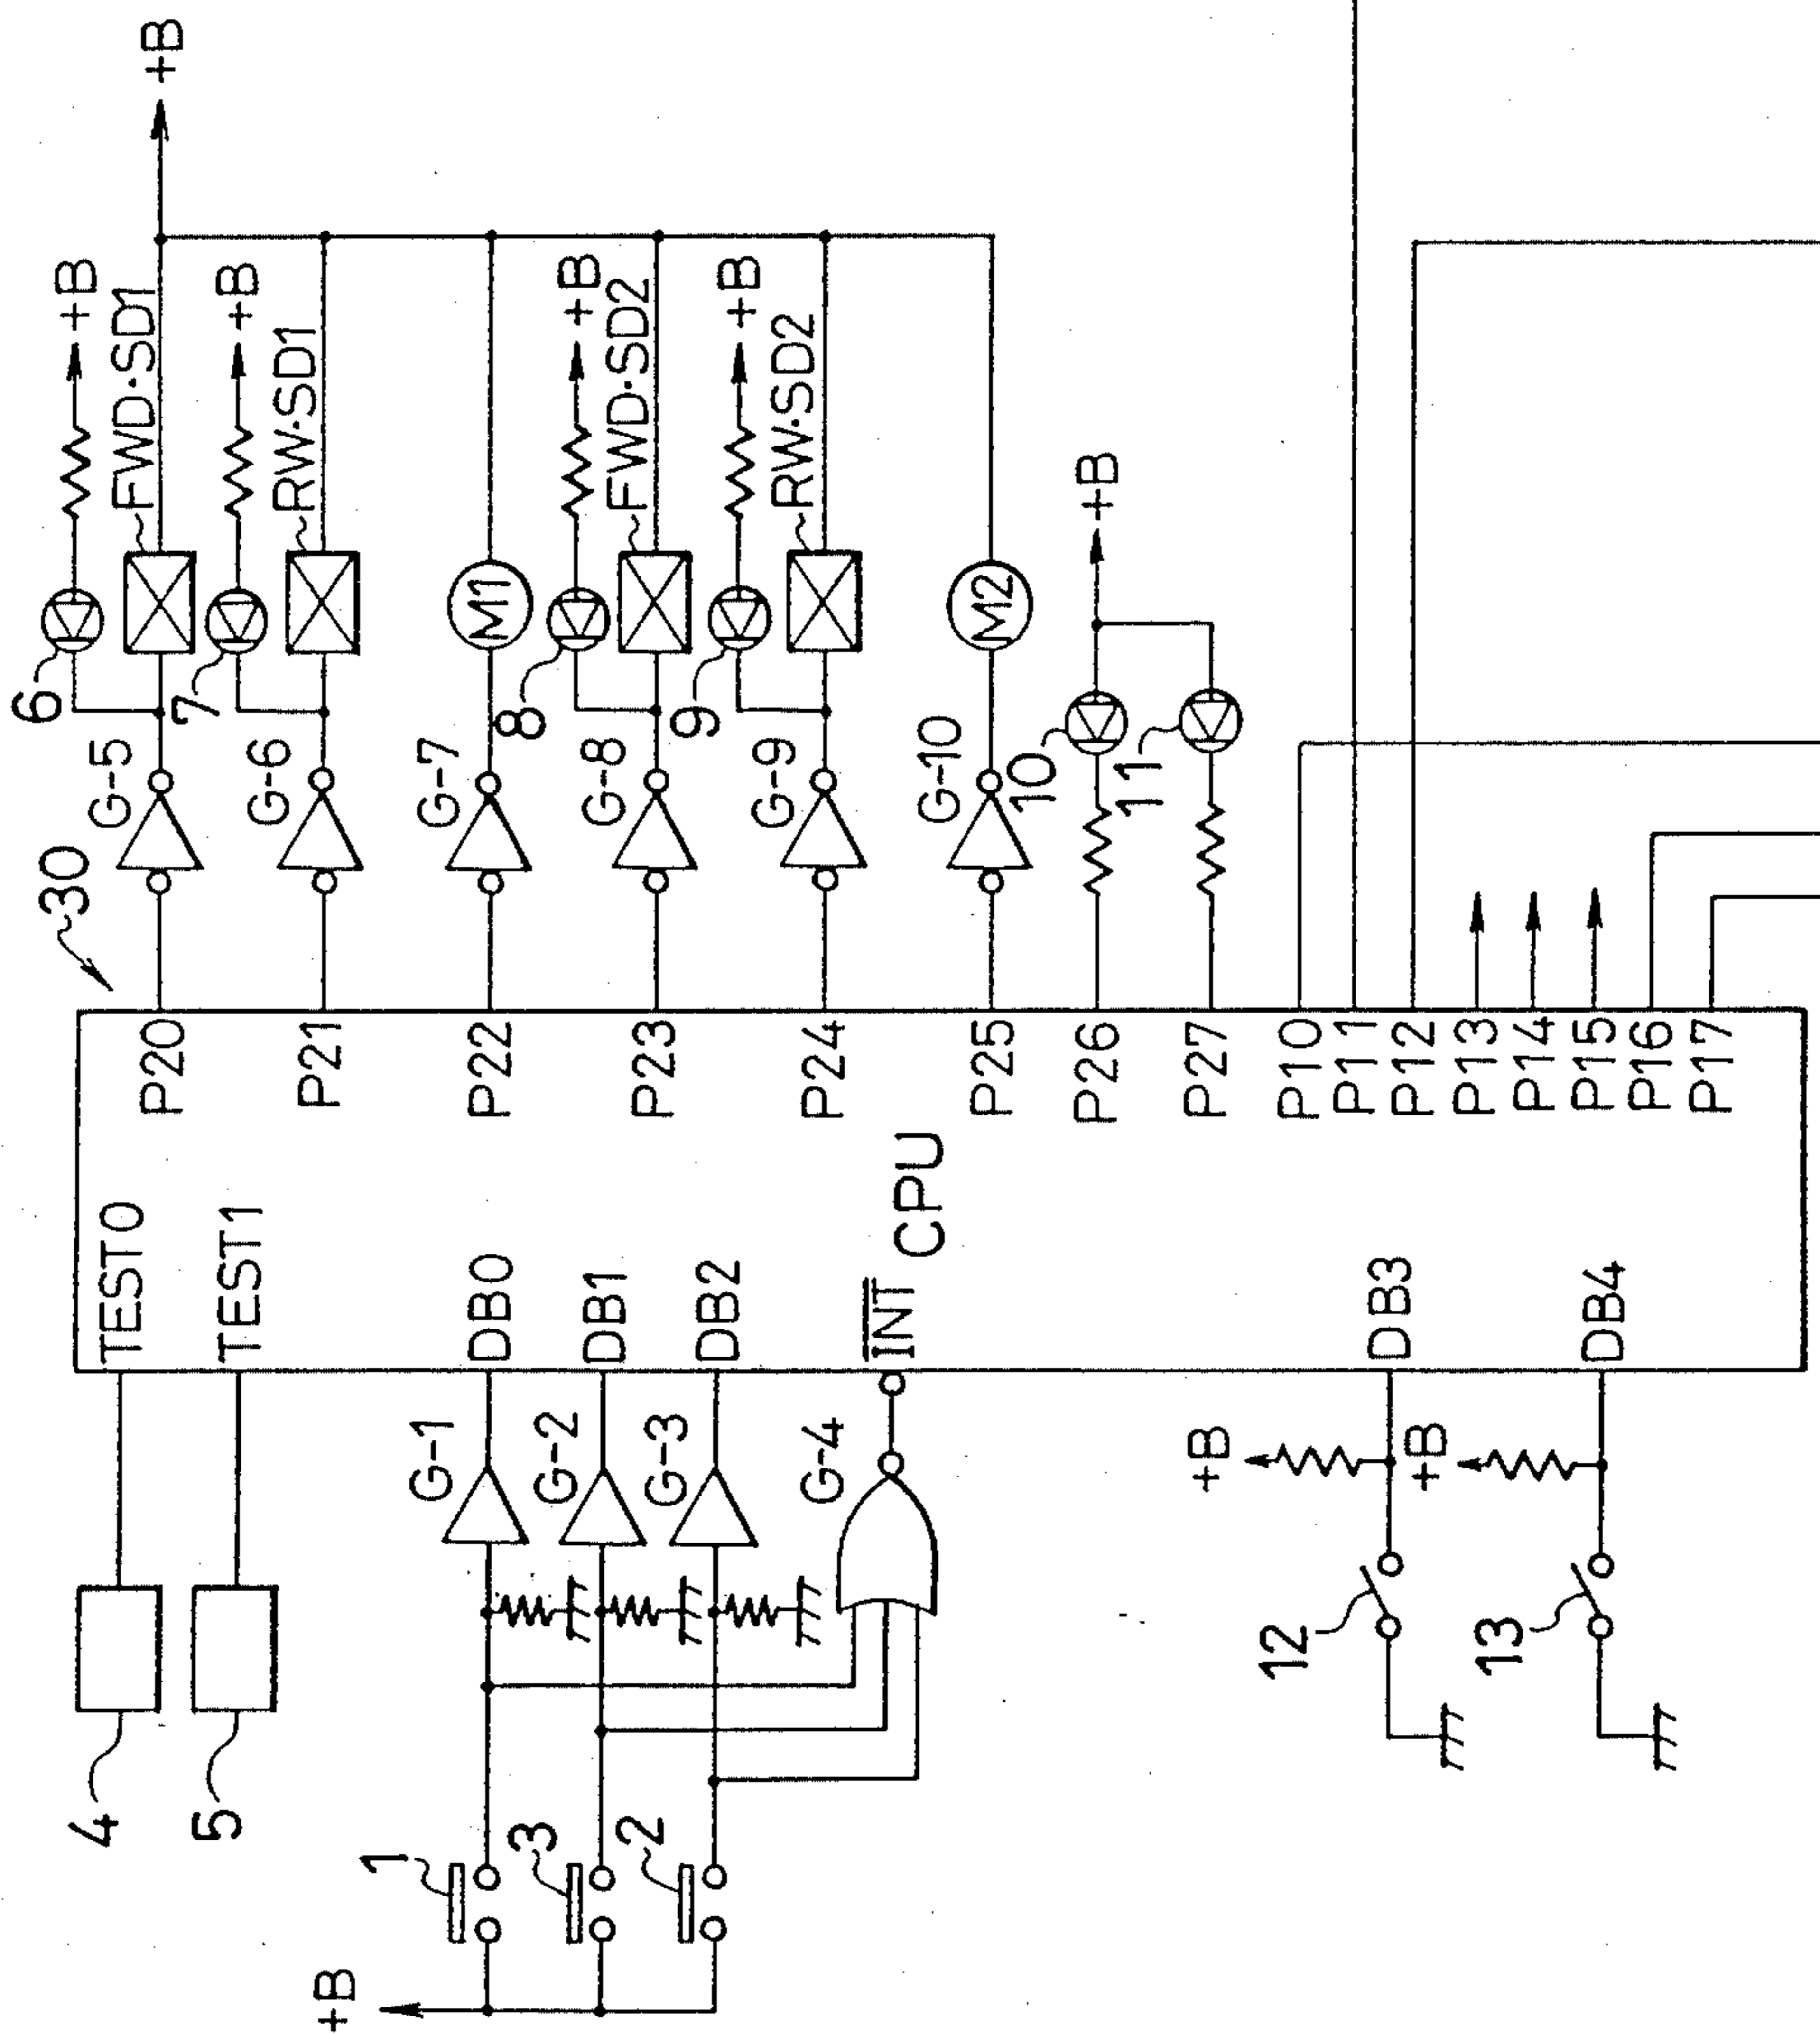 +B
6
+B
FWD·SD1
G-5
30
P20
7
+B
RW·SD1
G-6
P21
M1
G-7
P22
8
+B
FWD·SD2
G-8
P23
9
+B
RW·SD2
G-9
P24
M2
G-10
P25
10
+B
P26
11
P27
P10
P11
P12
P13
P14
P15
P16
P17
CPU
4
TEST0
5
TEST1
+B
1
G-1
DB0
3
G-2
DB1
2
G-3
DB2
G-4
INT
12
+B
DB3
13
+B
DB4